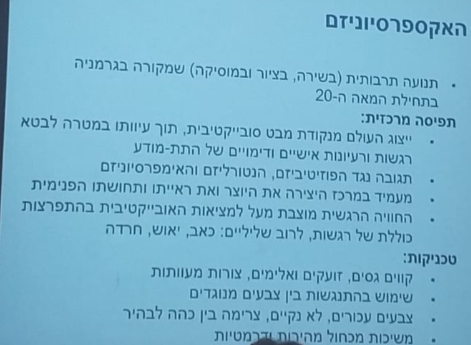 האקספרסיוניזם
• תנועה תרבותית (בשירה, בציור ובמוסיקה) שמקורה בגרמניה
בתחילת המאה ה-20
תפיסה מרכזית:
• ייצוג העולם מנקודת מבט סובייקטיבית, תוך עיוותו במטרה לבטא
רגשות ורעיונות אישיים ודימויים של התת-מודע
• תגובה נגד הפוזיטיביזם, הנטורליזם והאימפרסיוניזם
• מעמיד במרכז היצירה את היוצר ואת ראייתו ותחושתו הפנימית
• החוויה הרגשית מוצבת מעל למציאות האובייקטיבית בהתפרצות
כוללת של רגשות, לרוב שליליים: כאב, יאוש, חרדה
טכניקות:
• קווים גסים, זועקים ואלימים, צורות מעוותות
• שימוש בהתנגשות בין צבעים מנוגדים
• צבעים עכורים, לא נקיים, צרימה בין כהה לבהיר
• משיכות מכחול מהירות ודרמטיות